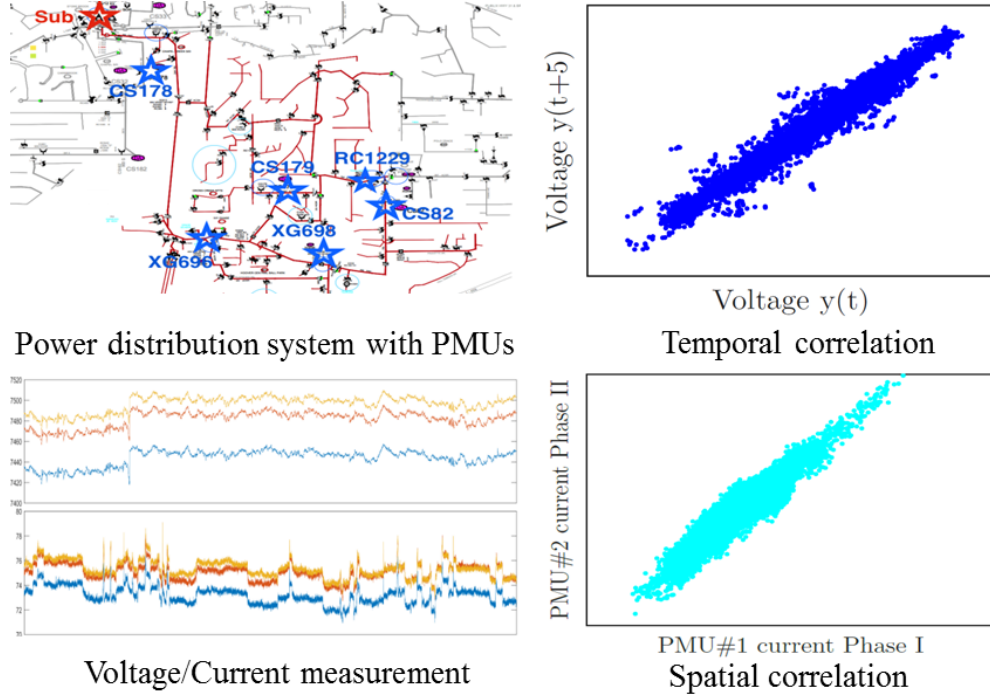 Sub
CS178
CS179
RC1229
CS82
XG698
XG696
CS182
Power distribution system with PMUs
Voltage y(t+5)
Voltage y(t)
Temporal correlation
7520
7500
7480
7460
7440
7420
7400
80
78
76
74
72
70
Voltage/Current measurement
PMU#2 current Phase II
PMU#1 current Phase I
Spatial correlation